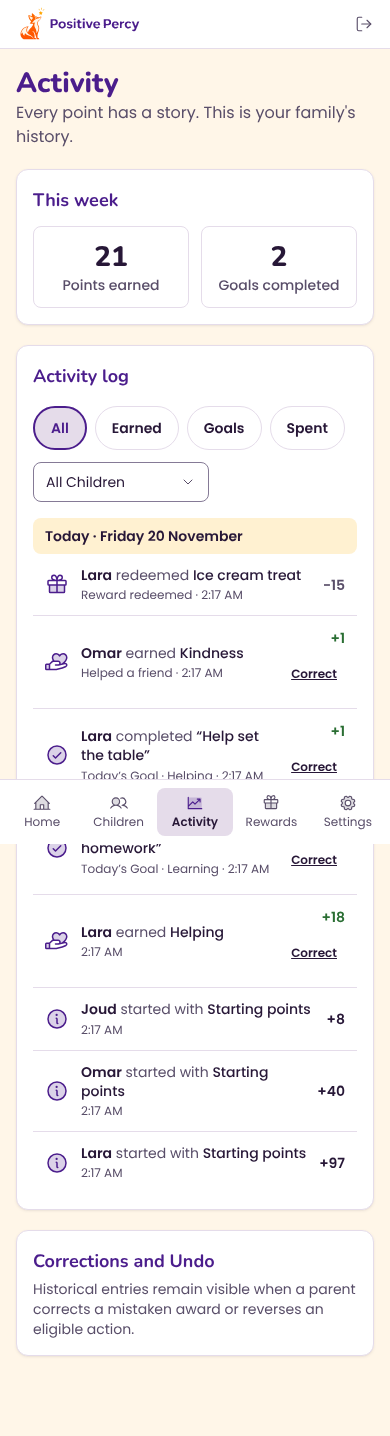 Positive Percy
Activity
Every point has a story. This is your family's
history.
This week
21
Points earned
2
Goals completed
Activity log
All
Earned
Goals
Spent
All Children
Today · Friday 20 November
Lara redeemed Ice cream treat
-15
Reward redeemed · 2:17 AM
+1
Omar earned Kindness
Helped a friend · 2:17 AM
Correct
+1
Lara completed “Help set
the table”
Correct
Today’s Goal · Helping · 2:17 AM
Home
Children
Activity
Rewards
Settings
homework”
Today’s Goal · Learning · 2:17 AM
Correct
+18
Lara earned Helping
2:17 AM
Correct
Joud started with Starting points
+8
2:17 AM
Omar started with Starting
points
+40
2:17 AM
Lara started with Starting points
+97
2:17 AM
Corrections and Undo
Historical entries remain visible when a parent
corrects a mistaken award or reverses an
eligible action.